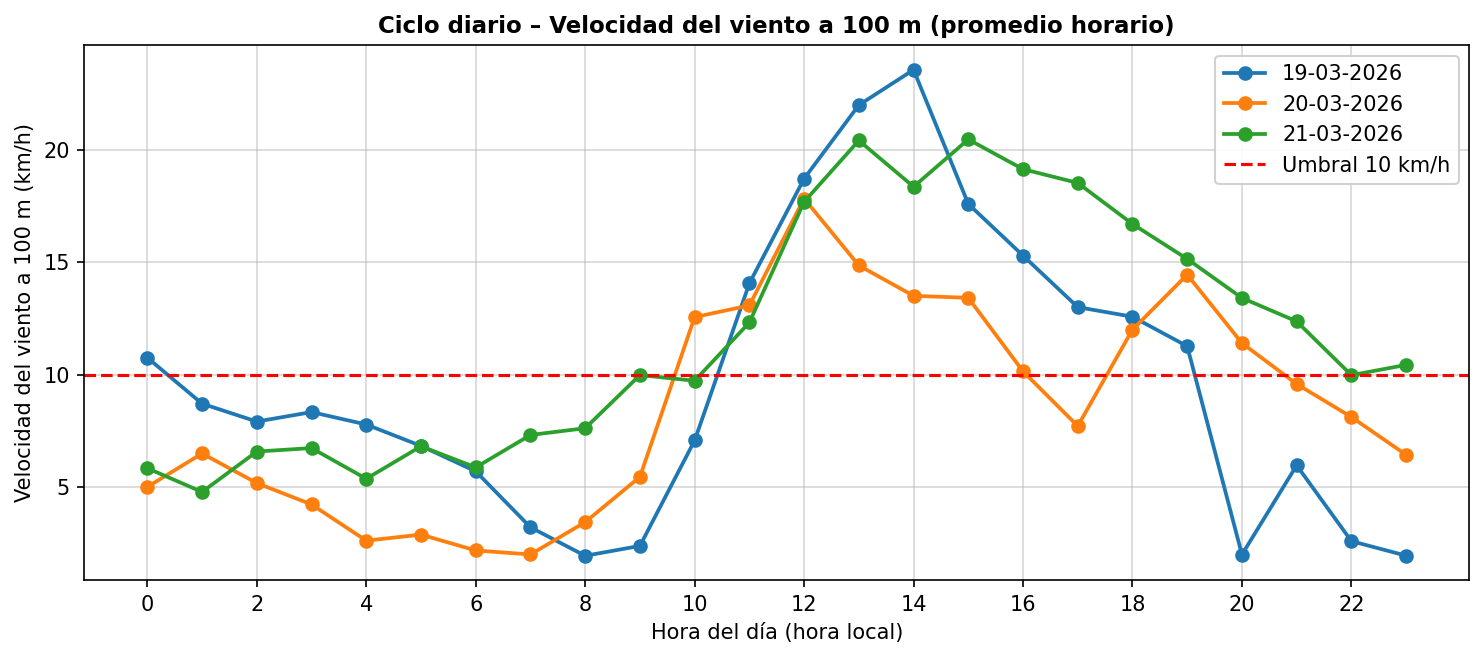 Ciclo diario – Velocidad del viento a 100 m (promedio horario)
Velocidad del viento a 100 m (km/h)
20
15
10
5
0 2 4 6 8 10 12 14 16 18 20 22
Hora del día (hora local)
19-03-2026
20-03-2026
21-03-2026
Umbral 10 km/h